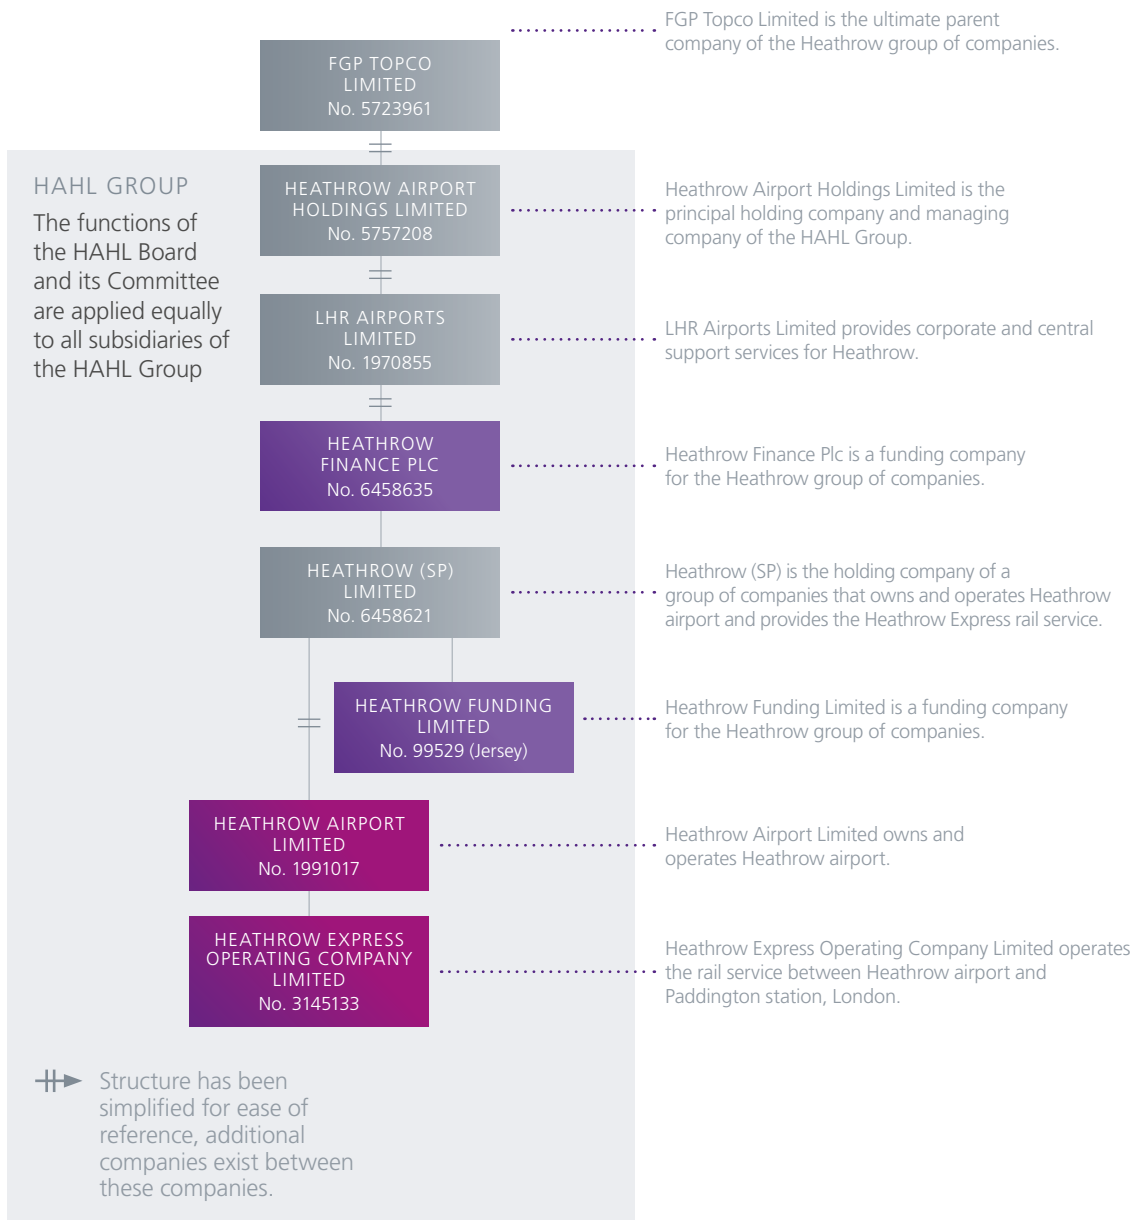 FGP TOPCO
LIMITED
No. 5723961
FGP Topco Limited is the ultimate parent
company of the Heathrow group of companies.
HAHL GROUP
The functions of
the HAHL Board
and its Committee
are applied equally
to all subsidiaries of
the HAHL Group
HEATHROW AIRPORT
HOLDINGS LIMITED
No. 5757208
Heathrow Airport Holdings Limited is the
principal holding company and managing
company of the HAHL Group.
LHR AIRPORTS
LIMITED
No. 1970855
LHR Airports Limited provides corporate and central
support services for Heathrow.
HEATHROW
FINANCE PLC
No. 6458635
Heathrow Finance Plc is a funding company
for the Heathrow group of companies.
HEATHROW (SP)
LIMITED
No. 6458621
Heathrow (SP) is the holding company of a
group of companies that owns and operates Heathrow
airport and provides the Heathrow Express rail service.
HEATHROW FUNDING
LIMITED
No. 99529 (Jersey)
Heathrow Funding Limited is a funding company
for the Heathrow group of companies.
HEATHROW AIRPORT
LIMITED
No. 1991017
Heathrow Airport Limited owns and
operates Heathrow airport.
HEATHROW EXPRESS
OPERATING COMPANY
LIMITED
No. 3145133
Heathrow Express Operating Company Limited operates
the rail service between Heathrow airport and
Paddington station, London.
Structure has been
simplified for ease of
reference, additional
companies exist between
these companies.